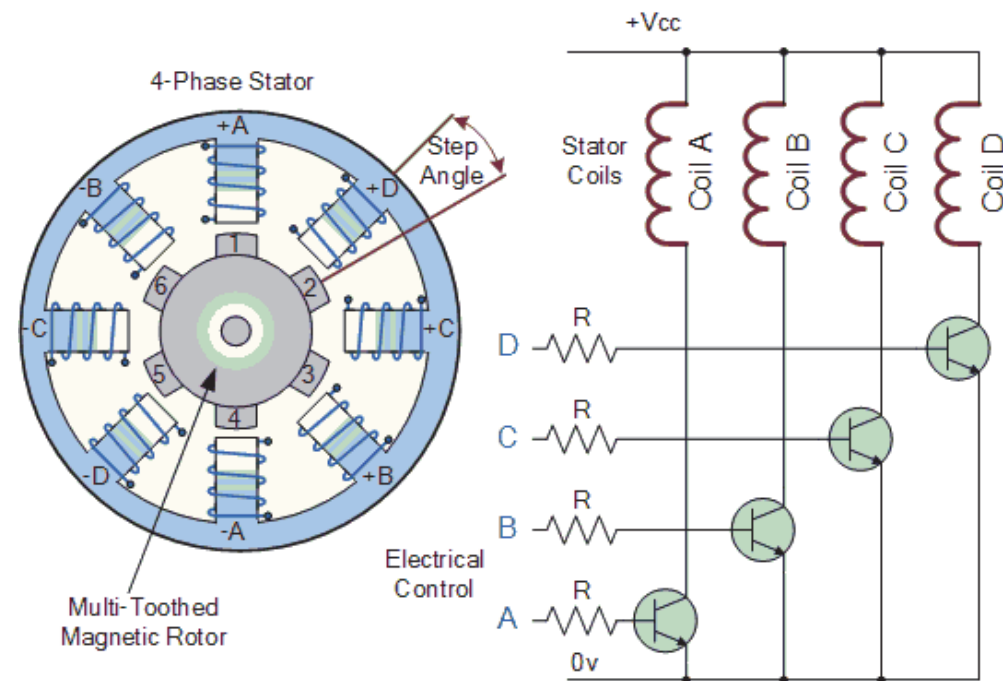 +Vcc
4-Phase Stator
+A
Step
Angle
-B
+D
Stator
Coils
Coil A
Coil B
Coil C
Coil D
1
6
2
-C
+C
5
3
4
-D
+B
-A
D
R
C
R
B
R
A
R
0v
Electrical
Control
Multi-Toothed
Magnetic Rotor